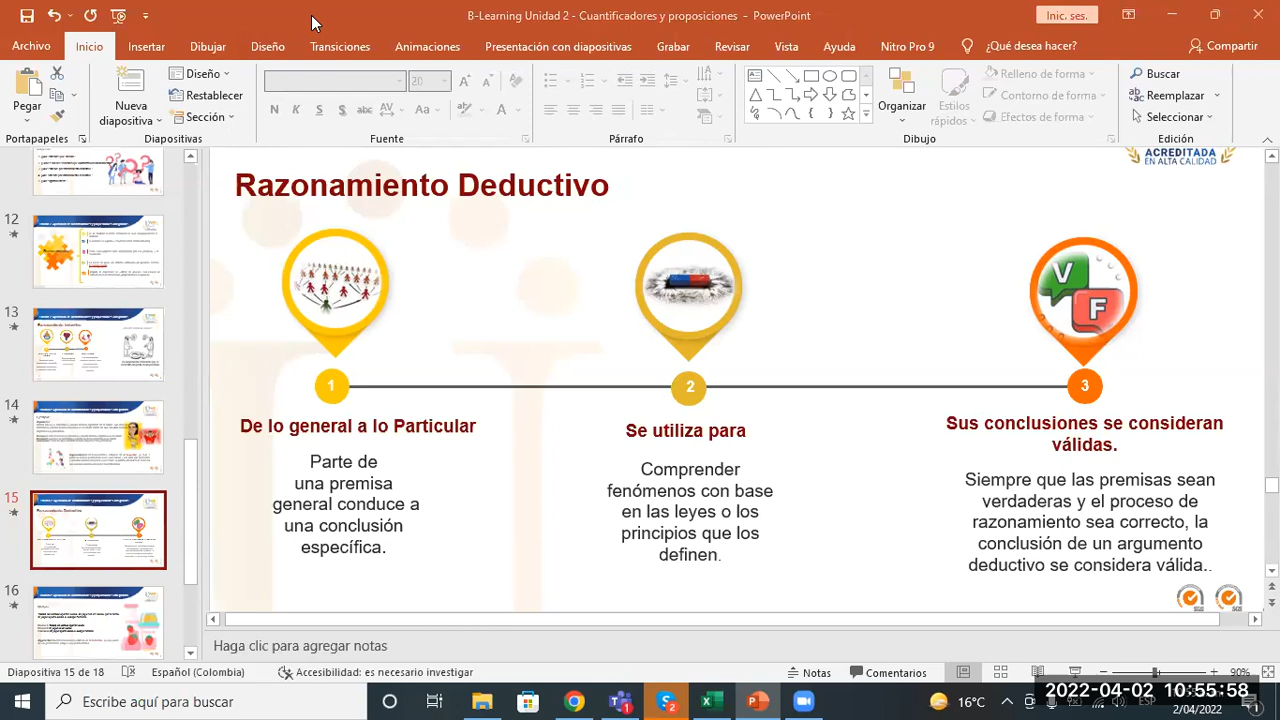 B-Learning Unidad 2 - Cuantificadores y posiciones - PowerPoint
Inic. ses.
Archivo Inicio Insertar Dibujar Diseño Transiciones Animaciones Presentación con diapositivas Grabar Revisar Vista Ayuda Nitro Pro 9 ¿Qué desea hacer? Compartir
Pegar
Portapapeles
Nueva
diapositiva
Diseño
Restablecer
Sección
Diapositivas
20
N K S S abc AV Aa A
Fuente
Párrafo
Organizar
Estilos
rápidos
Relleno de forma
Contorno de forma
Efectos de forma
Dibujo
Buscar
Reemplazar
Seleccionar
Edición
12
13
14
15
16
ACREDITADA
EN ALTA CALIDAD
Razonamiento Deductivo
V
F
1
2
3
De lo general a lo Particular
Parte de
una premisa
general conduce a
una conclusión
específica.
Se utiliza para
Comprender
fenómenos con base
en las leyes o los
principios que los
definen.
Sus conclusiones se consideran
válidas.
Siempre que las premisas sean
verdaderas y el proceso de
razonamiento sea correcto, la
conclusión de un argumento
deductivo se considera válida..
Haga clic para agregar notas
Diapositiva 15 de 18 Español (Colombia) Accesibilidad: es necesario investigar Notas Comentarios 90%
Escribe aquí para buscar
16°C
ESP
2022-04-02 10:55:58
2/04/2022